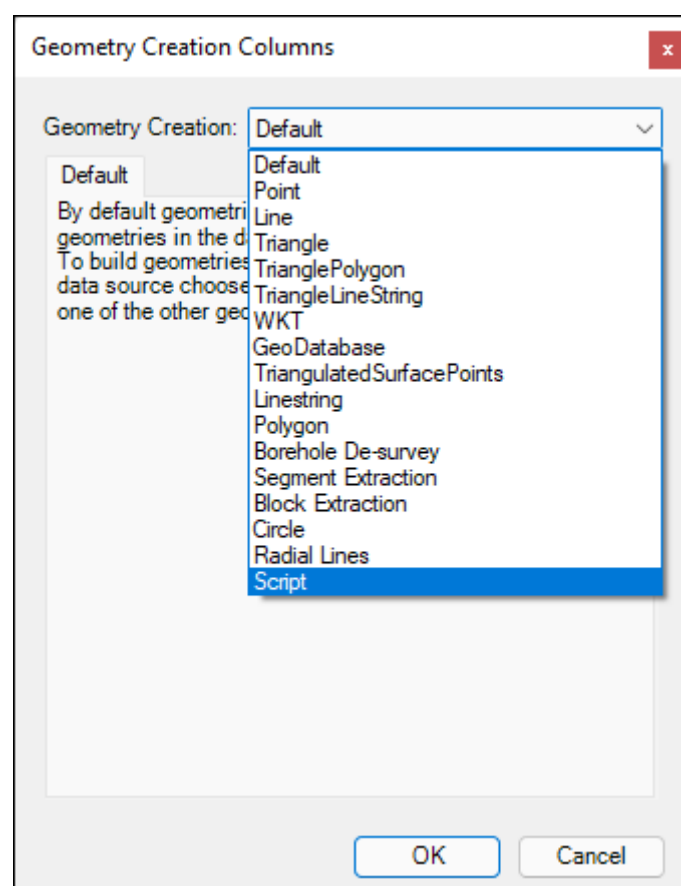 Geometry Creation Columns
x
Geometry Creation: Default
Default
Default
Point
Line
Triangle
TrianglePolygon
TriangleLineString
WKT
GeoDatabase
TriangulatedSurfacePoints
Linestring
Polygon
Borehole De-survey
Segment Extraction
Block Extraction
Circle
Radial Lines
Script
By default geometri
geometries in the d
To build geometries
data source choose
one of the other geo
OK Cancel